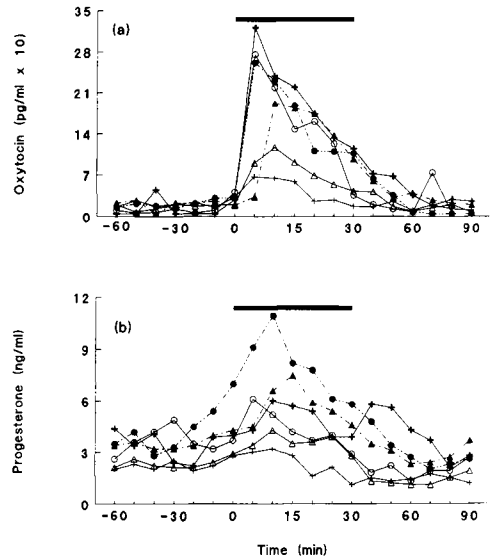 (a)
Oxytocin (pg/ml x 10)
35
28
21
14
7
0
-60 -30 0 15 30 60 90
(b)
Progesterone (ng/ml)
12
9
6
3
0
-60 -30 0 15 30 60 90
Time (min)